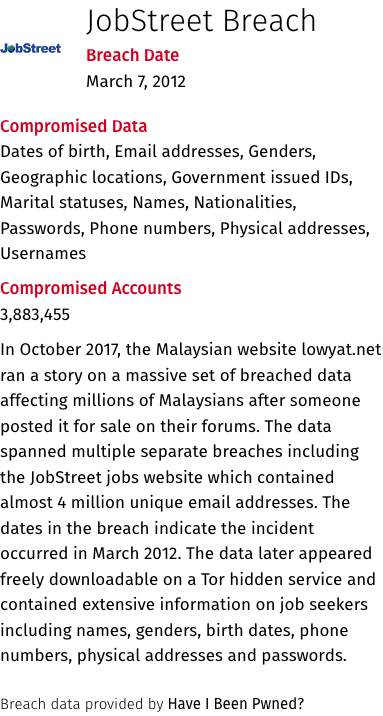 JobStreet Breach
JobStreet
Breach Date
March 7, 2012
Compromised Data
Dates of birth, Email addresses, Genders,
Geographic locations, Government issued IDs,
Marital statuses, Names, Nationalities,
Passwords, Phone numbers, Physical addresses,
Usernames
Compromised Accounts
3,883,455
In October 2017, the Malaysian website lowyat.net
ran a story on a massive set of breached data
affecting millions of Malaysians after someone
posted it for sale on their forums. The data
spanned multiple separate breaches including
the JobStreet jobs website which contained
almost 4 million unique email addresses. The
dates in the breach indicate the incident
occurred in March 2012. The data later appeared
freely downloadable on a Tor hidden service and
contained extensive information on job seekers
including names, genders, birth dates, phone
numbers, physical addresses and passwords.
Breach data provided by Have I Been Pwned?